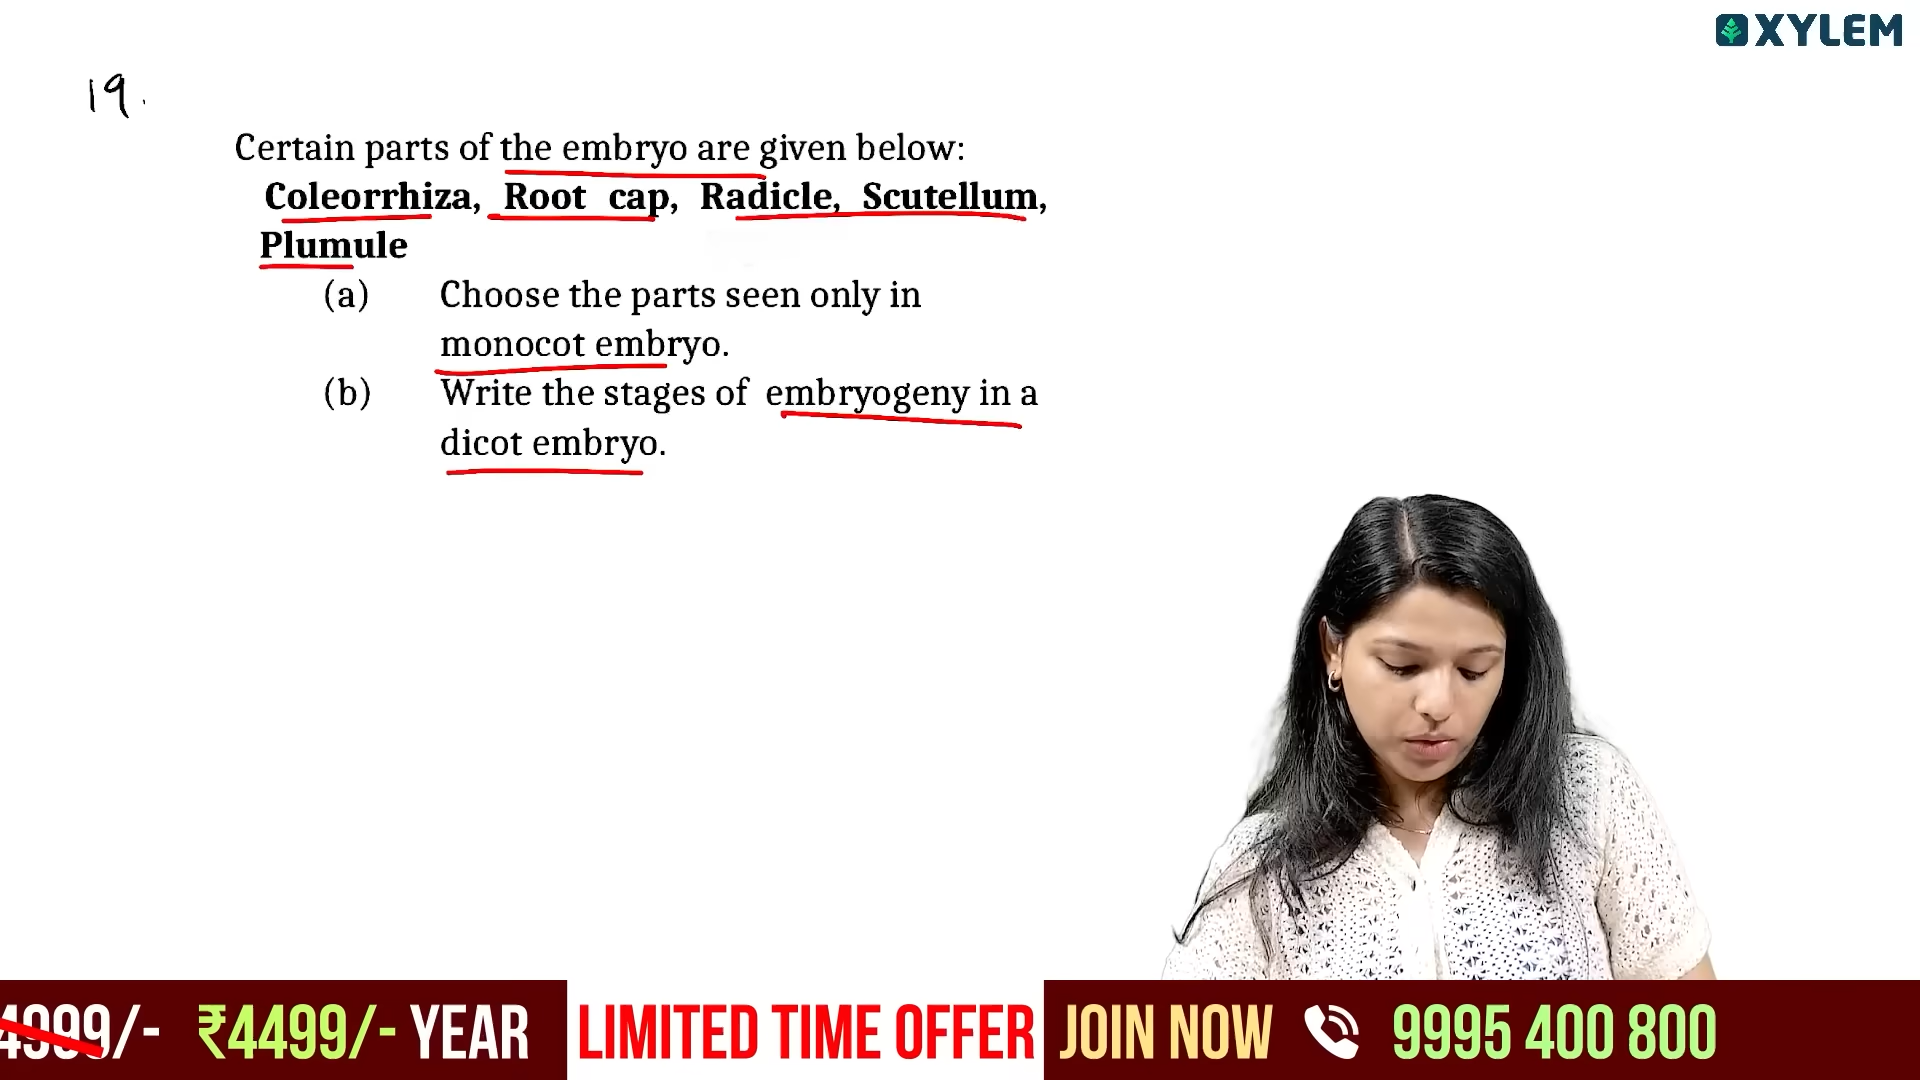 XYLEM
19.
Certain parts of the embryo are given below:
Coleorrhiza, Root cap, Radicle, Scutellum,
Plumule
(a) Choose the parts seen only in
monocot embryo.
(b) Write the stages of embryogeny in a
dicot embryo.
4999/- ₹4499/- YEAR LIMITED TIME OFFER JOIN NOW 9995 400 800